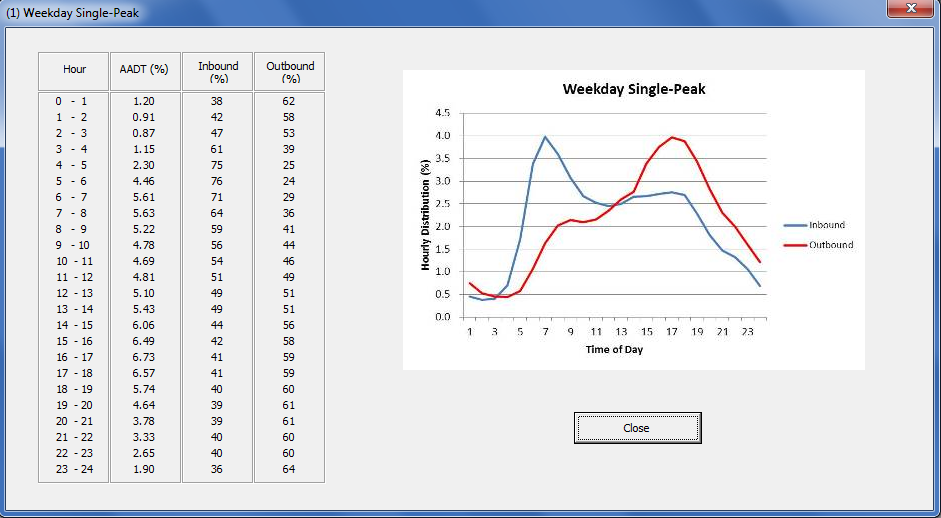 (1) Weekday Single-Peak
Hour AADT (%) Inbound (%) Outbound (%)
0 - 1 1.20 38 62
1 - 2 0.91 42 58
2 - 3 0.87 47 53
3 - 4 1.15 61 39
4 - 5 2.30 75 25
5 - 6 4.46 76 24
6 - 7 5.61 71 29
7 - 8 5.63 64 36
8 - 9 5.22 59 41
9 - 10 4.78 56 44
10 - 11 4.69 54 46
11 - 12 4.81 51 49
12 - 13 5.10 49 51
13 - 14 5.43 49 51
14 - 15 6.06 44 56
15 - 16 6.49 42 58
16 - 17 6.73 41 59
17 - 18 6.57 41 59
18 - 19 5.74 40 60
19 - 20 4.64 39 61
20 - 21 3.78 39 61
21 - 22 3.33 40 60
22 - 23 2.65 40 60
23 - 24 1.90 36 64
Weekday Single-Peak
Hourly Distribution (%)
4.5
4.0
3.5
3.0
2.5
2.0
1.5
1.0
0.5
0.0
1 3 5 7 9 11 13 15 17 19 21 23
Time of Day
Inbound
Outbound
Close